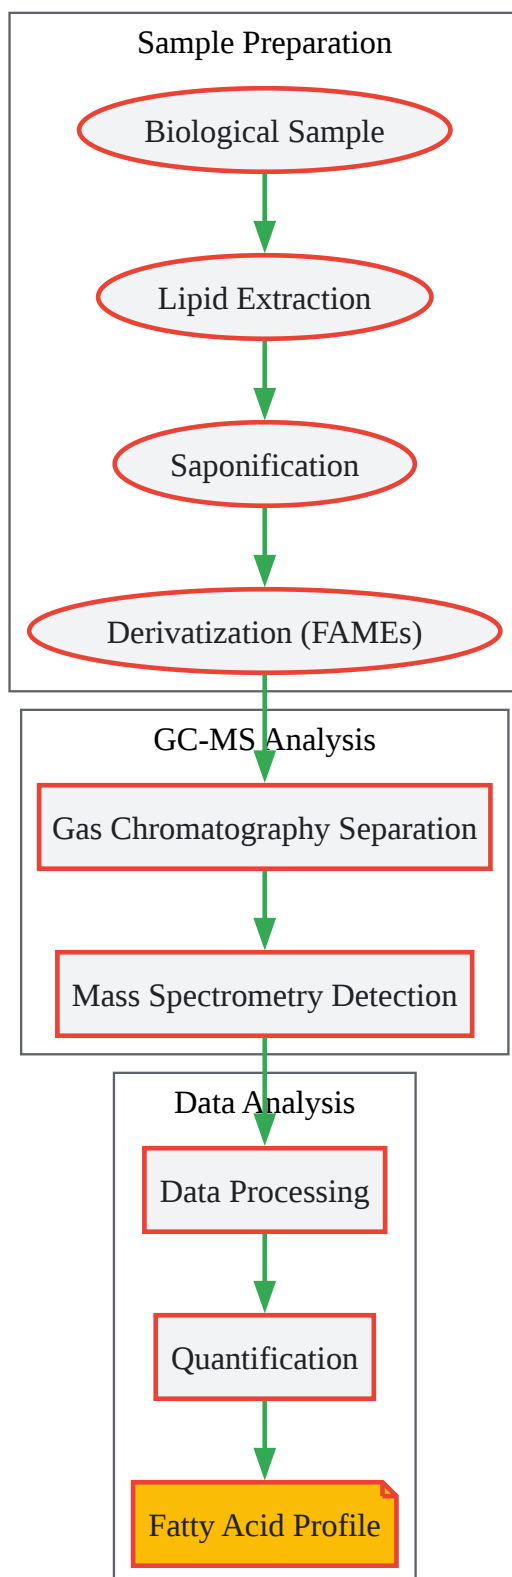 Sample Preparation
Biological Sample
Lipid Extraction
Saponification
Derivatization (FAMEs)
GC-MS Analysis
Gas Chromatography Separation
Mass Spectrometry Detection
Data Analysis
Data Processing
Quantification
Fatty Acid Profile